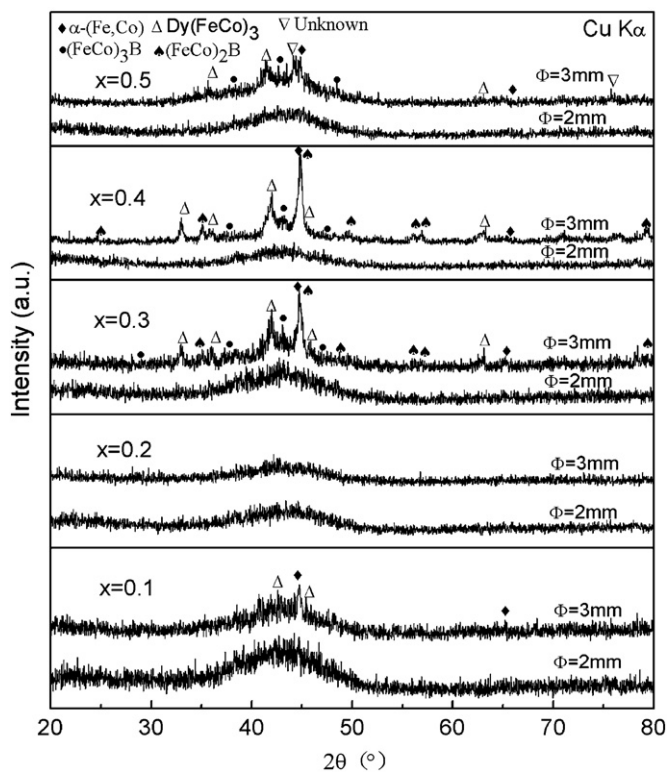 ♦ α-(Fe,Co) Δ Dy(FeCo)₃ ▽ Unknown
Cu Kα
●(FeCo)₃B ♠(FeCo)₂B
x=0.5
Φ=3mm
Φ=2mm
x=0.4
Φ=3mm
Φ=2mm
x=0.3
Φ=3mm
Φ=2mm
x=0.2
Φ=3mm
Φ=2mm
x=0.1
Φ=3mm
Φ=2mm
Intensity (a.u.)
20 30 40 50 60 70 80
2θ (°)